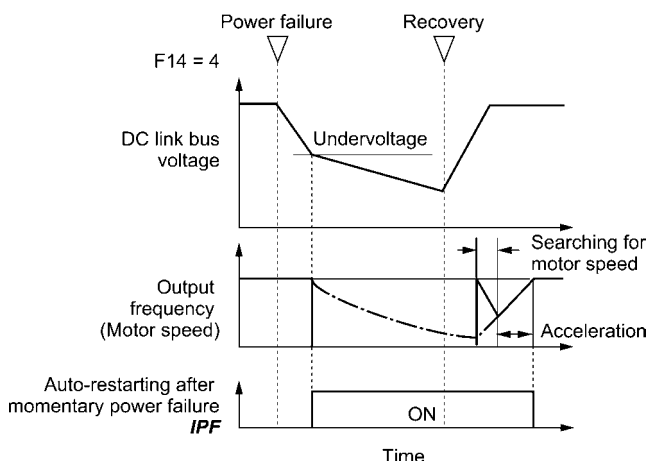 Power failure
Recovery
F14 = 4
DC link bus
voltage
Undervoltage
Searching for
motor speed
Output
frequency
(Motor speed)
Acceleration
Auto-restarting after
momentary power failure
IPF
ON
Time